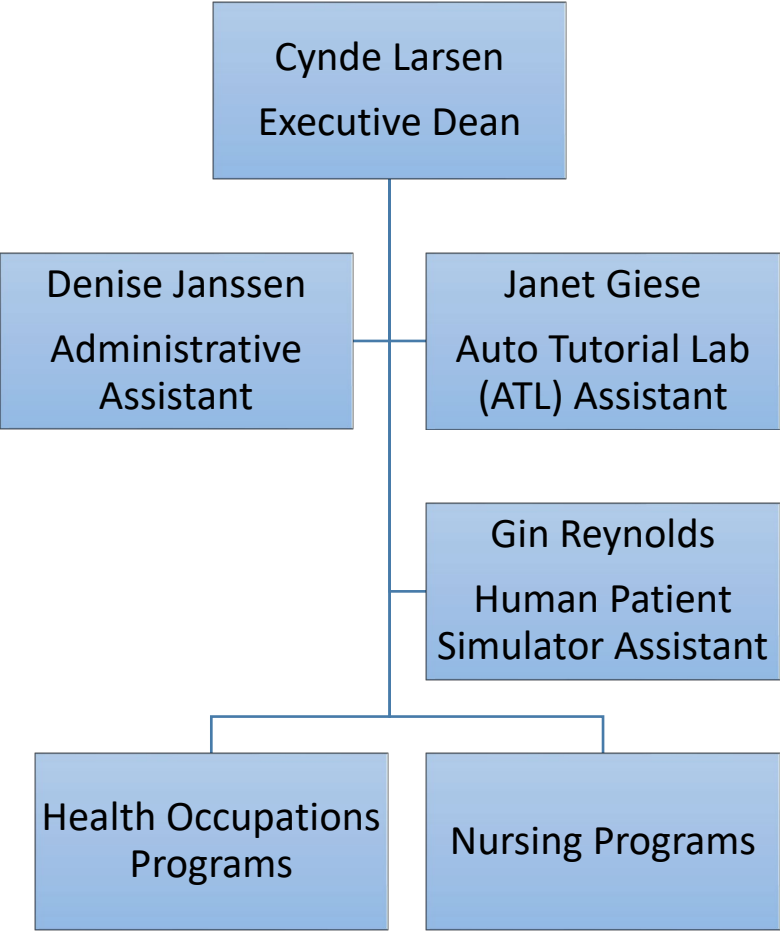 Cynde Larsen
Executive Dean
Denise Janssen
Administrative
Assistant
Janet Giese
Auto Tutorial Lab
(ATL) Assistant
Gin Reynolds
Human Patient
Simulator Assistant
Health Occupations
Programs
Nursing Programs